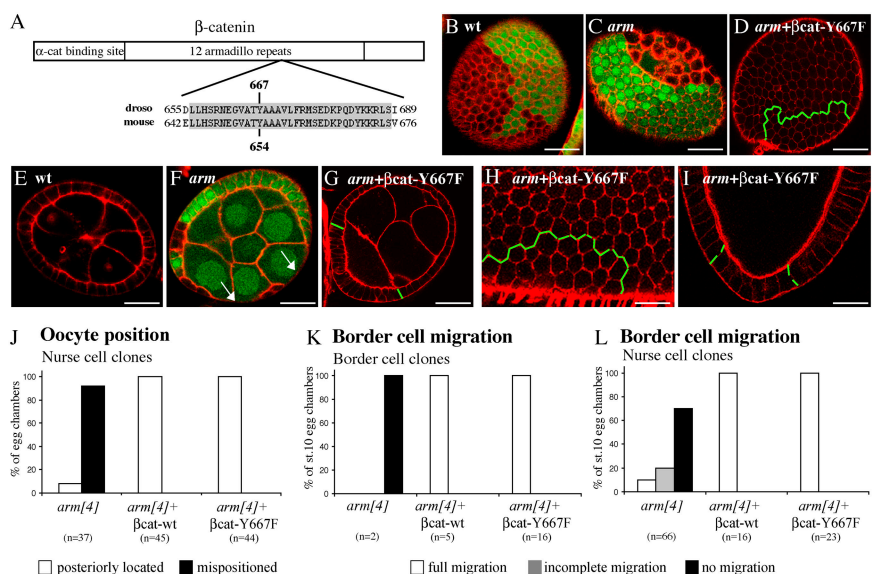 A
β-catenin
α-cat binding site
12 armadillo repeats
667
droso 655DLLHSRNEGVATYAAAVLFRMSEDKPQDYKKRLSI 689
mouse 642ELLHSRNEGVATYAAAVLFRMSEDKPQDYKKRLSV 676
654
B wt
C arm
D arm+βcat-Y667F
E wt
F arm
G arm+βcat-Y667F
H arm+βcat-Y667F
I arm+βcat-Y667F
J Oocyte position
Nurse cell clones
% of egg chambers
100
80
60
40
20
0
arm[4]
(n=37)
arm[4]+
βcat-wt
(n=45)
arm[4]+
βcat-Y667F
(n=44)
posteriorly located
mispositioned
K Border cell migration
Border cell clones
% of st.10 egg chambers
100
80
60
40
20
0
arm[4]
(n=2)
arm[4]+
βcat-wt
(n=5)
arm[4]+
βcat-Y667F
(n=16)
L Border cell migration
Nurse cell clones
% of st.10 egg chambers
100
80
60
40
20
0
arm[4]
(n=66)
arm[4]+
βcat-wt
(n=16)
arm[4]+
βcat-Y667F
(n=23)
full migration
incomplete migration
no migration